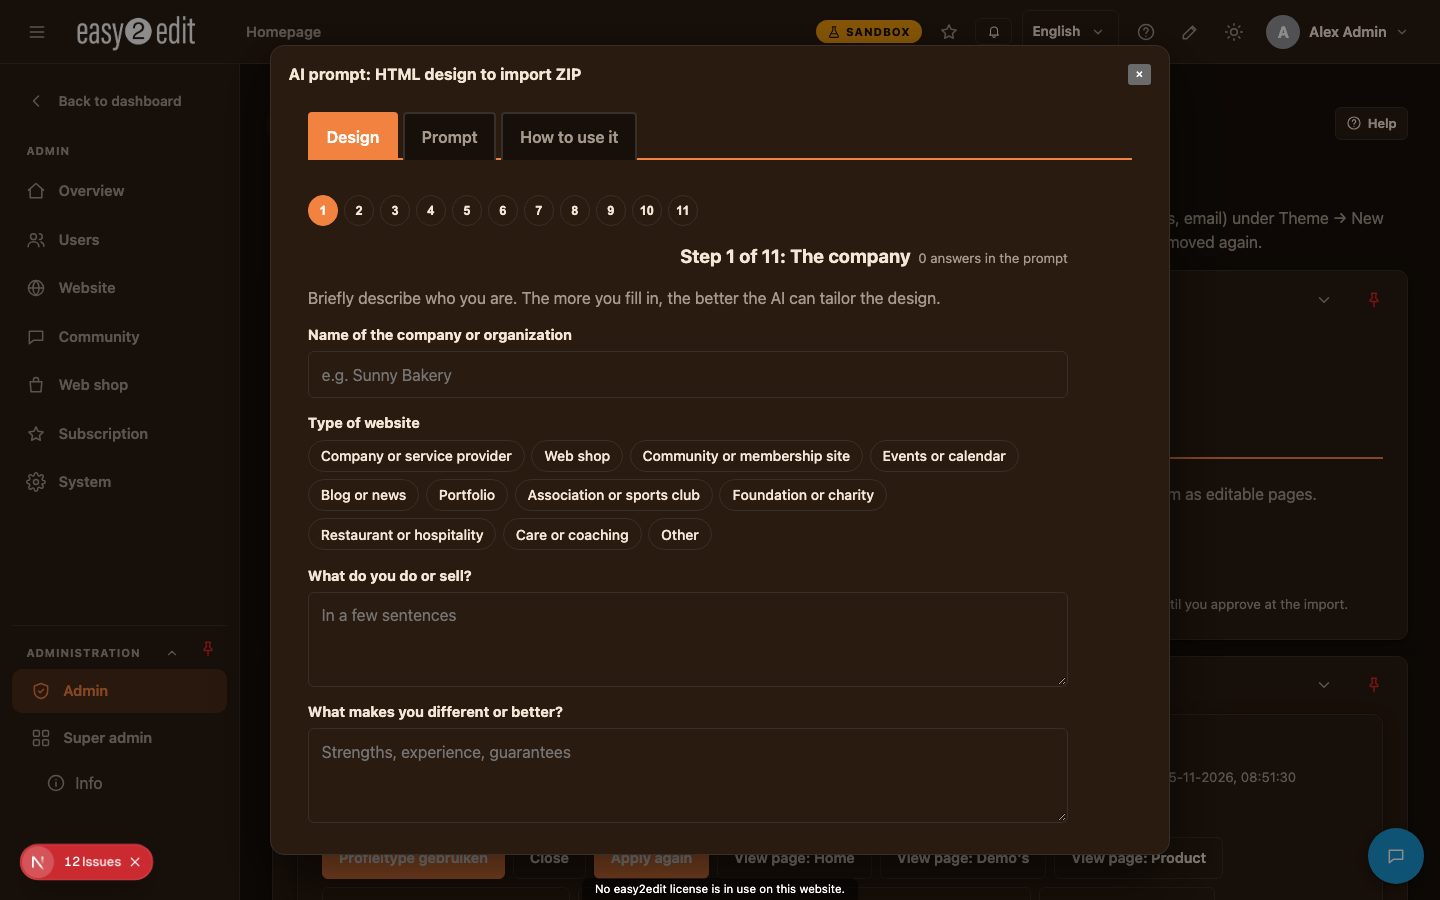 easy2edit
Homepage
SANDBOX
English
A
Alex Admin
Back to dashboard
ADMIN
Overview
Users
Website
Community
Web shop
Subscription
System
ADMINISTRATION
Admin
Super admin
Info
N
12 Issues
AI prompt: HTML design to import ZIP
×
Design
Prompt
How to use it
1 2 3 4 5 6 7 8 9 10 11
Step 1 of 11: The company 0 answers in the prompt
Briefly describe who you are. The more you fill in, the better the AI can tailor the design.
Name of the company or organization
e.g. Sunny Bakery
Type of website
Company or service provider
Web shop
Community or membership site
Events or calendar
Blog or news
Portfolio
Association or sports club
Foundation or charity
Restaurant or hospitality
Care or coaching
Other
What do you do or sell?
In a few sentences
What makes you different or better?
Strengths, experience, guarantees
Help
s, email) under Theme → New
moved again.
m as editable pages.
til you approve at the import.
5-11-2026, 08:51:30
Profieltype gebruiken
Close
Apply again
View page: Home
View page: Demo's
View page: Product
No easy2edit license is in use on this website.